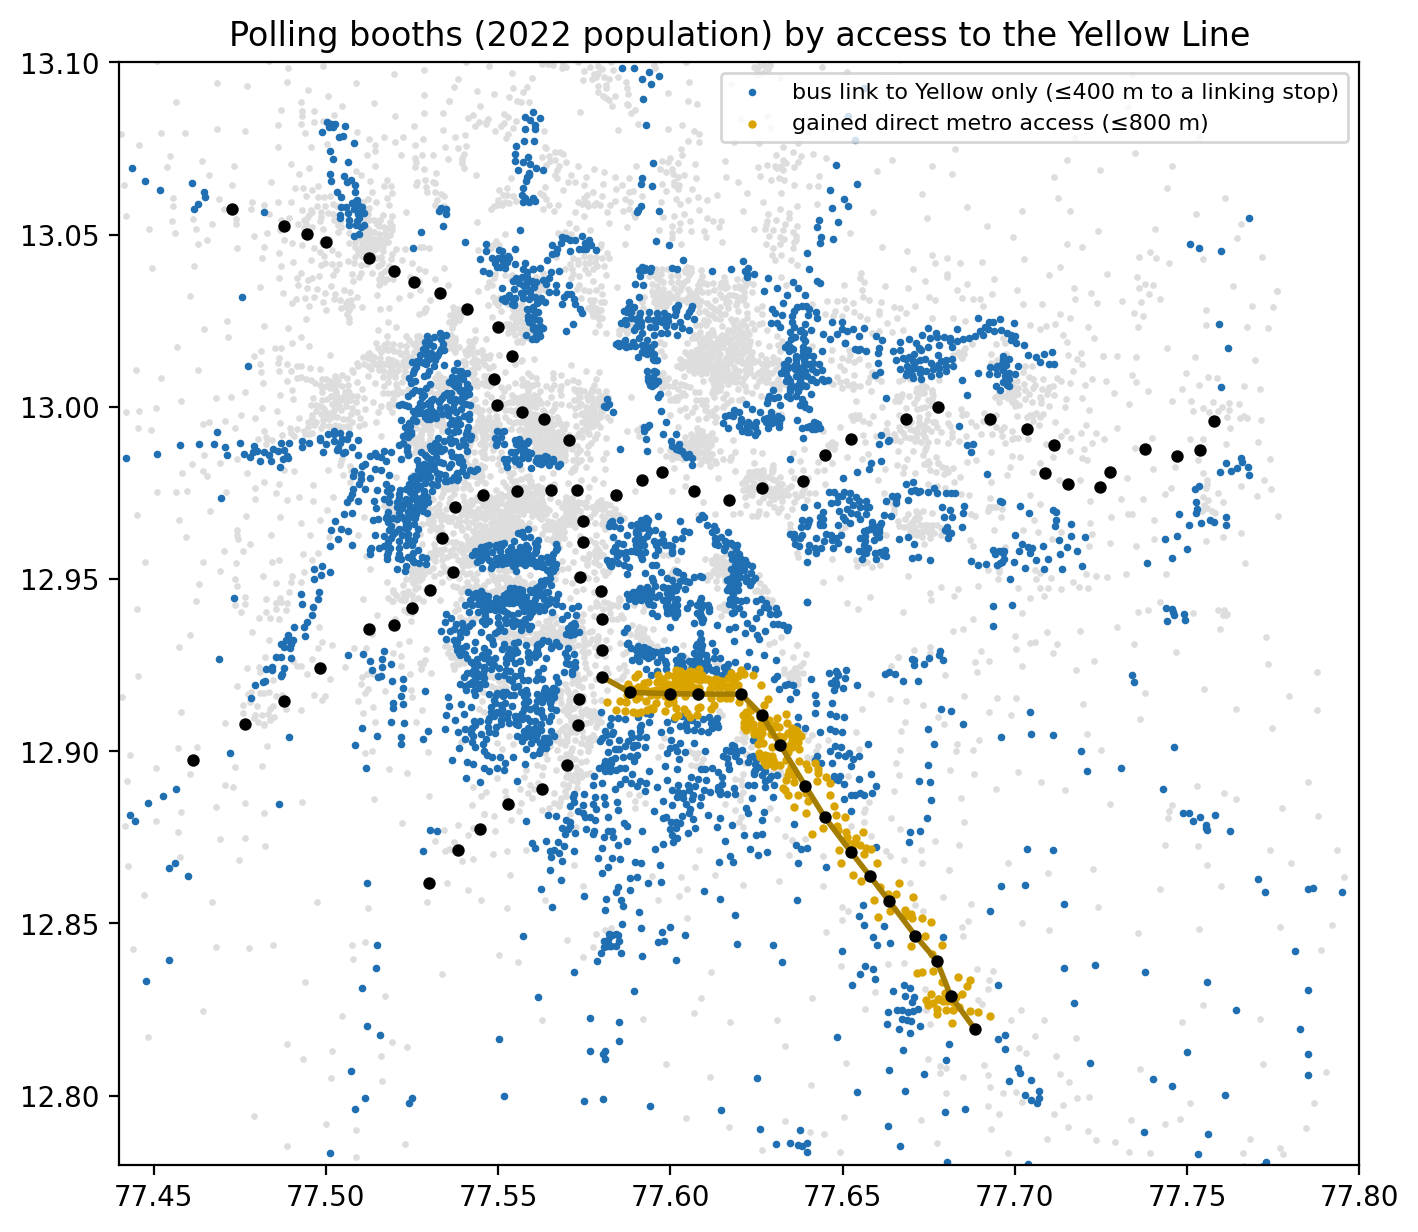 Polling booths (2022 population) by access to the Yellow Line
bus link to Yellow only (≤400 m to a linking stop)
gained direct metro access (≤800 m)
13.10
13.05
13.00
12.95
12.90
12.85
12.80
77.45 77.50 77.55 77.60 77.65 77.70 77.75 77.80